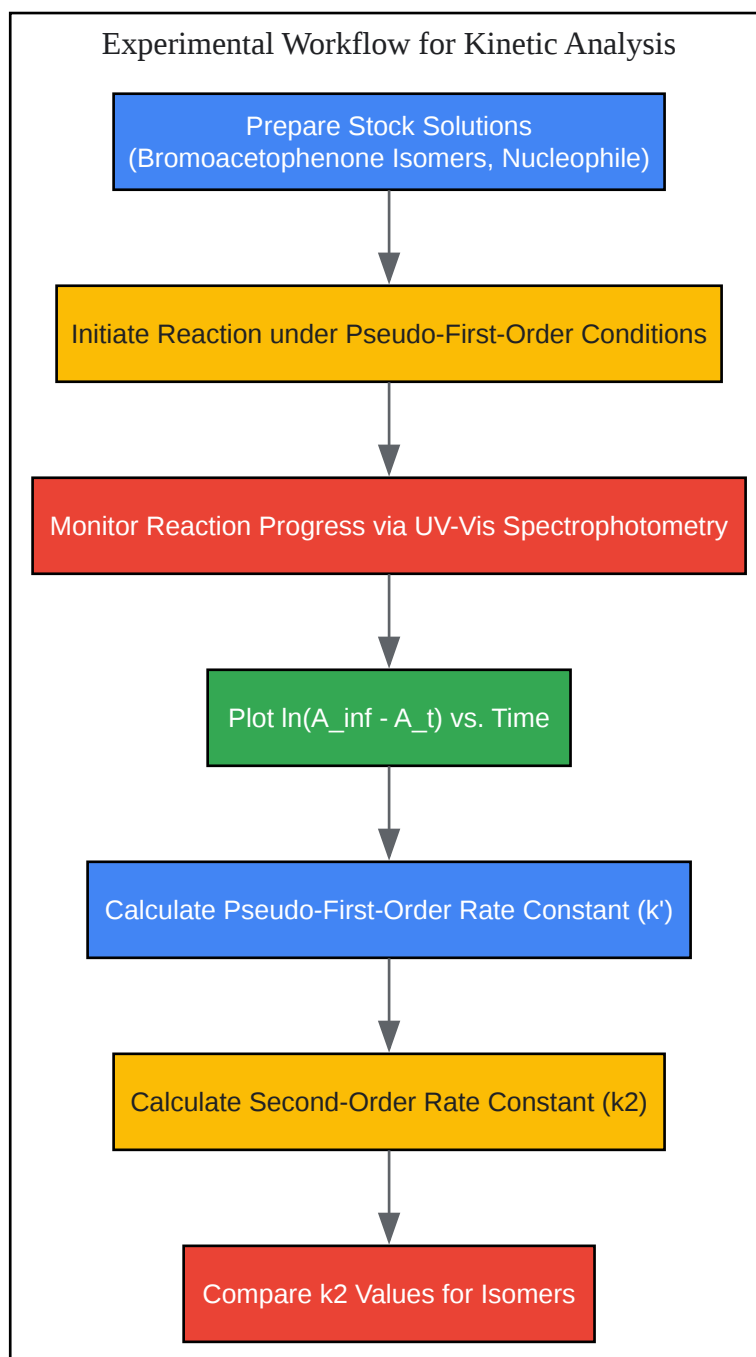 Experimental Workflow for Kinetic Analysis
Prepare Stock Solutions
(Bromoacetophenone Isomers, Nucleophile)
Initiate Reaction under Pseudo-First-Order Conditions
Monitor Reaction Progress via UV-Vis Spectrophotometry
Plot ln(A_inf - A_t) vs. Time
Calculate Pseudo-First-Order Rate Constant (k')
Calculate Second-Order Rate Constant (k2)
Compare k2 Values for Isomers